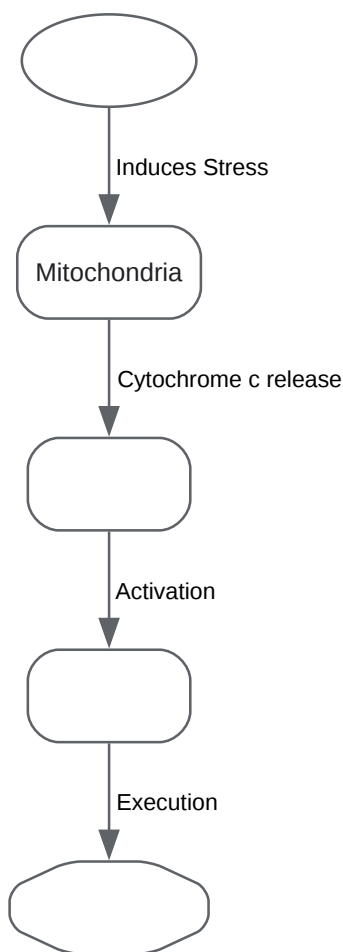 Induces Stress
Mitochondria
Cytochrome c release
Activation
Execution